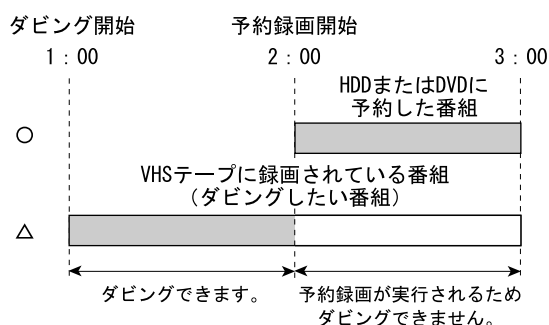 ダビング開始 予約録画開始
1：00 2：00 3：00
HDDまたはDVDに
予約した番組
○
VHSテープに録画されている番組
（ダビングしたい番組）
△
ダビングできます。 予約録画が実行されるため
ダビングできません。